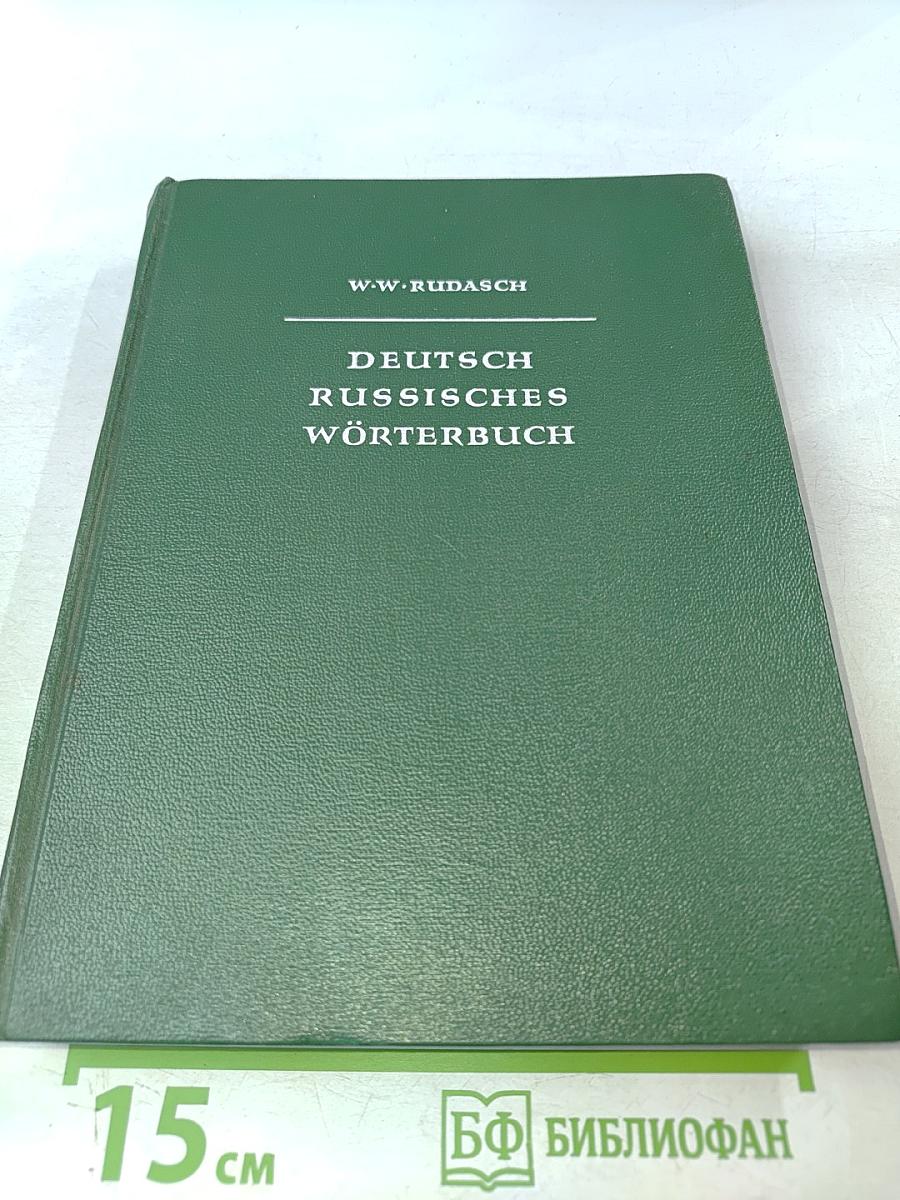 W·W·RUDASCH
DEUTSCH
RUSSISCHES
WÖRTERBUCH
15 см
БФ БИБЛИОФАН